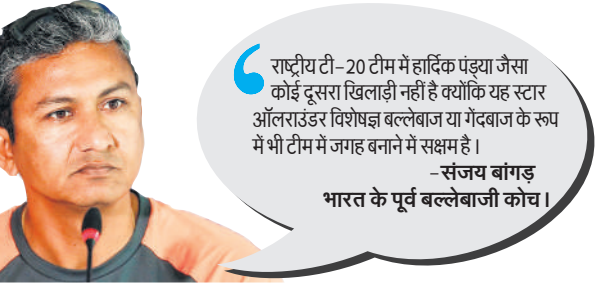 ‘
राष्ट्रीय टी-20 टीम में हार्दिक पंड्या जैसा
कोई दूसरा खिलाड़ी नहीं है क्योंकि यह स्टार
ऑलराउंडर विशेषज्ञ बल्लेबाज या गेंदबाज के रूप
में भी टीम में जगह बनाने में सक्षम है ।
-संजय बांगड़
भारत के पूर्व बल्लेबाजी कोच ।